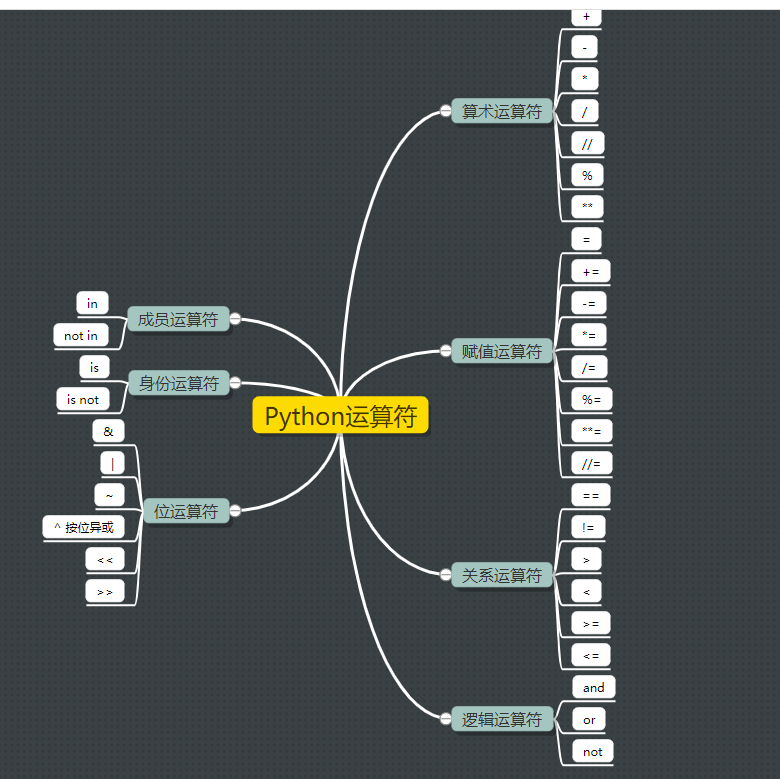 Python运算符
算术运算符
+
-
*
/
//
%
**
赋值运算符
=
+=
-=
*=
/=
%=
**=
//=
关系运算符
==
!=
>
<
>=
<=
逻辑运算符
and
or
not
成员运算符
in
not in
身份运算符
is
is not
位运算符
&
|
~
^ 按位异或
<<
>>